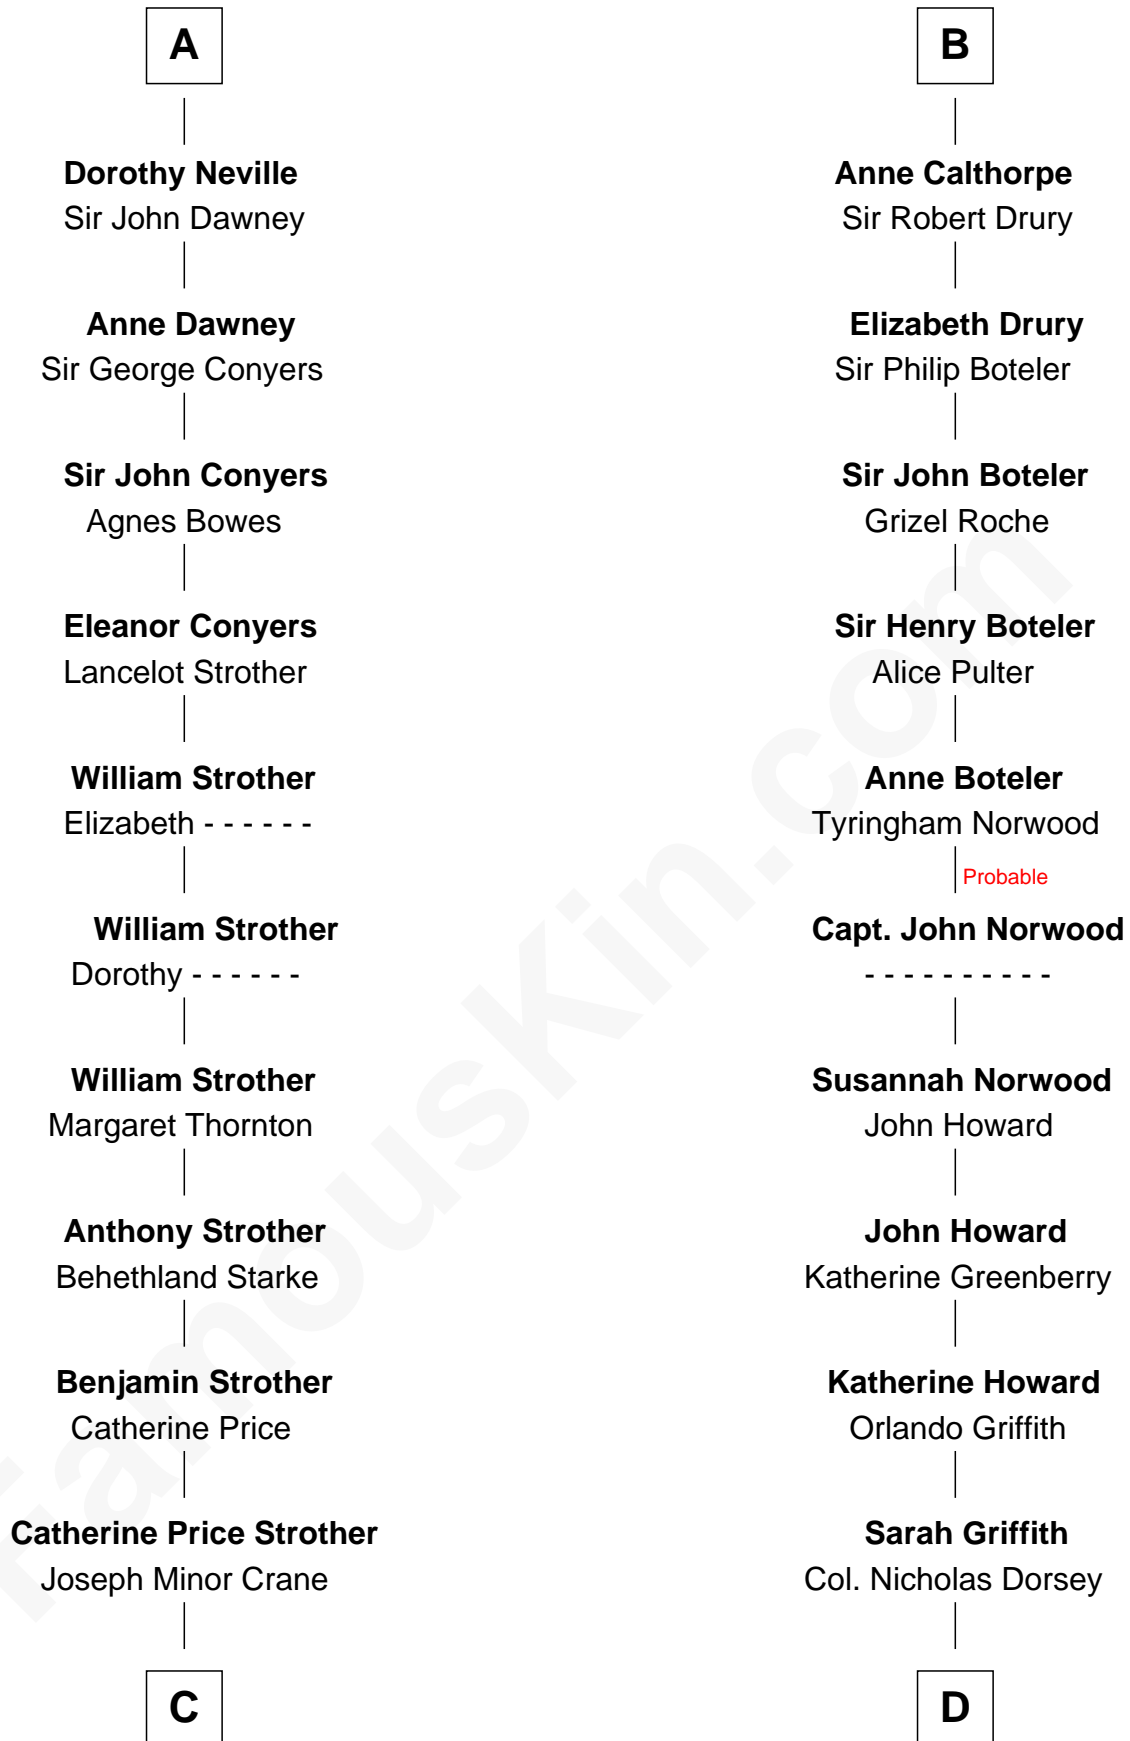 A
Dorothy Neville
Sir John Dawney
Anne Dawney
Sir George Conyers
Sir John Conyers
Agnes Bowes
Eleanor Conyers
Lancelot Strother
William Strother
Elizabeth - - - - - -
William Strother
Dorothy - - - - - -
William Strother
Margaret Thornton
Anthony Strother
Behethland Starke
Benjamin Strother
Catherine Price
Catherine Price Strother
Joseph Minor Crane
C
B
Anne Calthorpe
Sir Robert Drury
Elizabeth Drury
Sir Philip Boteler
Sir John Boteler
Grizel Roche
Sir Henry Boteler
Alice Pulter
Anne Boteler
Tyringham Norwood
Probable
Capt. John Norwood
- - - - - - - - - -
Susannah Norwood
John Howard
John Howard
Katherine Greenberry
Katherine Howard
Orlando Griffith
Sarah Griffith
Col. Nicholas Dorsey
D
FamousKin.com